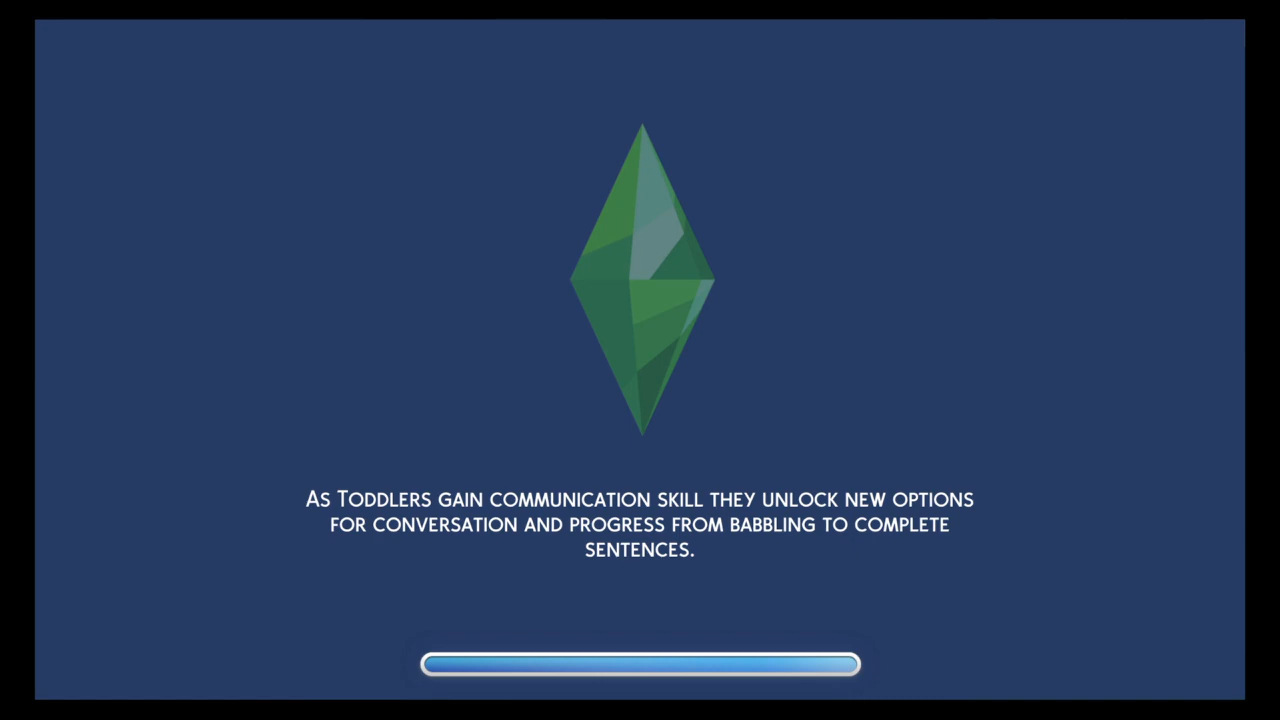 As Toddlers gain communication skill they unlock new options
for conversation and progress from babbling to complete
sentences.